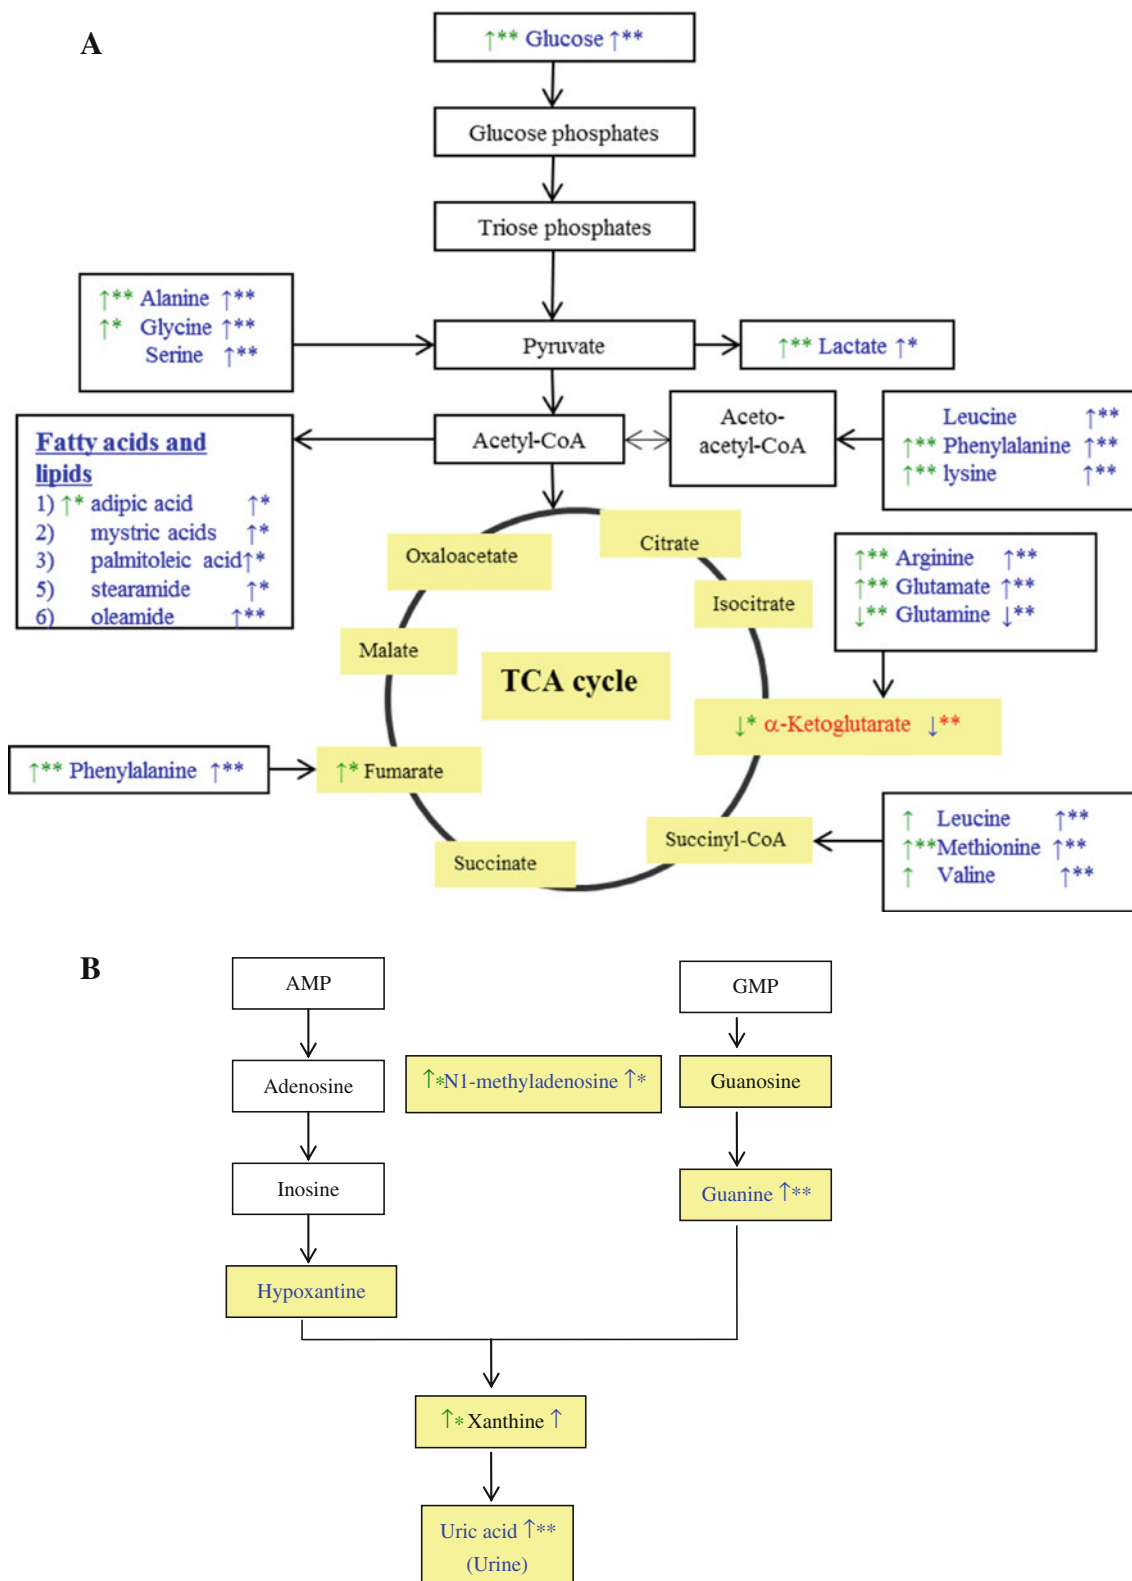 A
↑** Glucose ↑**
Glucose phosphates
Triose phosphates
↑** Alanine ↑**
↑* Glycine ↑**
Serine ↑**
Pyruvate
↑** Lactate ↑*
Fatty acids and
lipids
1) ↑* adipic acid ↑*
2) mystric acids ↑*
3) palmitoleic acid↑*
5) stearamide ↑*
6) oleamide ↑**
Acetyl-CoA
Aceto-
acetyl-CoA
Leucine ↑**
↑** Phenylalanine ↑**
↑** lysine ↑**
Oxaloacetate
Citrate
Isocitrate
↑** Arginine ↑**
↑** Glutamate ↑**
↓** Glutamine ↓**
Malate
TCA cycle
↓* α-Ketoglutarate ↓**
↑** Phenylalanine ↑**
↑* Fumarate
Succinate
Succinyl-CoA
↑ Leucine ↑**
↑**Methionine ↑**
↑ Valine ↑**
B
AMP
GMP
Adenosine
↑*N1-methyladenosine ↑*
Guanosine
Inosine
Guanine ↑**
Hypoxantine
↑* Xanthine ↑
Uric acid ↑**
(Urine)